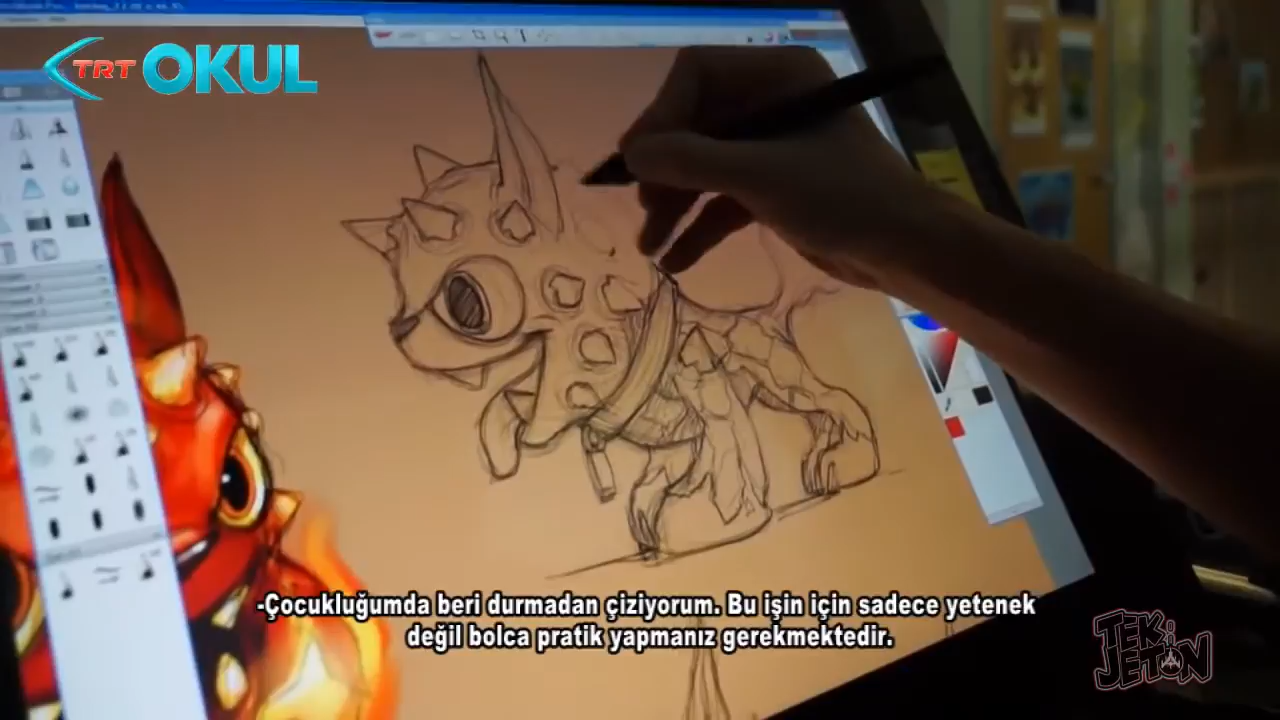 TRT OKUL
-Çocukluğumda beri durmadan çiziyorum. Bu işin için sadece yetenek
değil bolca pratik yapmanız gerekmektedir.
TEK
JETON